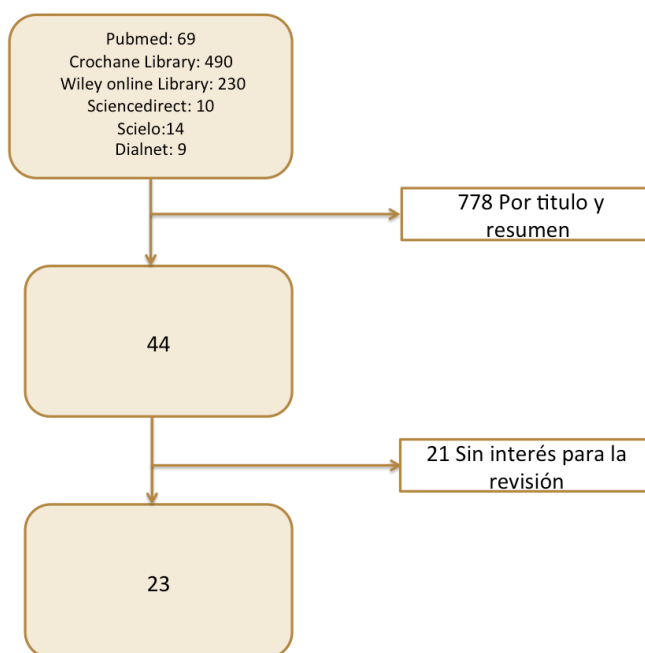 Pubmed: 69
Crochane Library: 490
Wiley online Library: 230
Sciencedirect: 10
Scielo:14
Dialnet: 9
778 Por titulo y
resumen
44
21 Sin interés para la
revisión
23